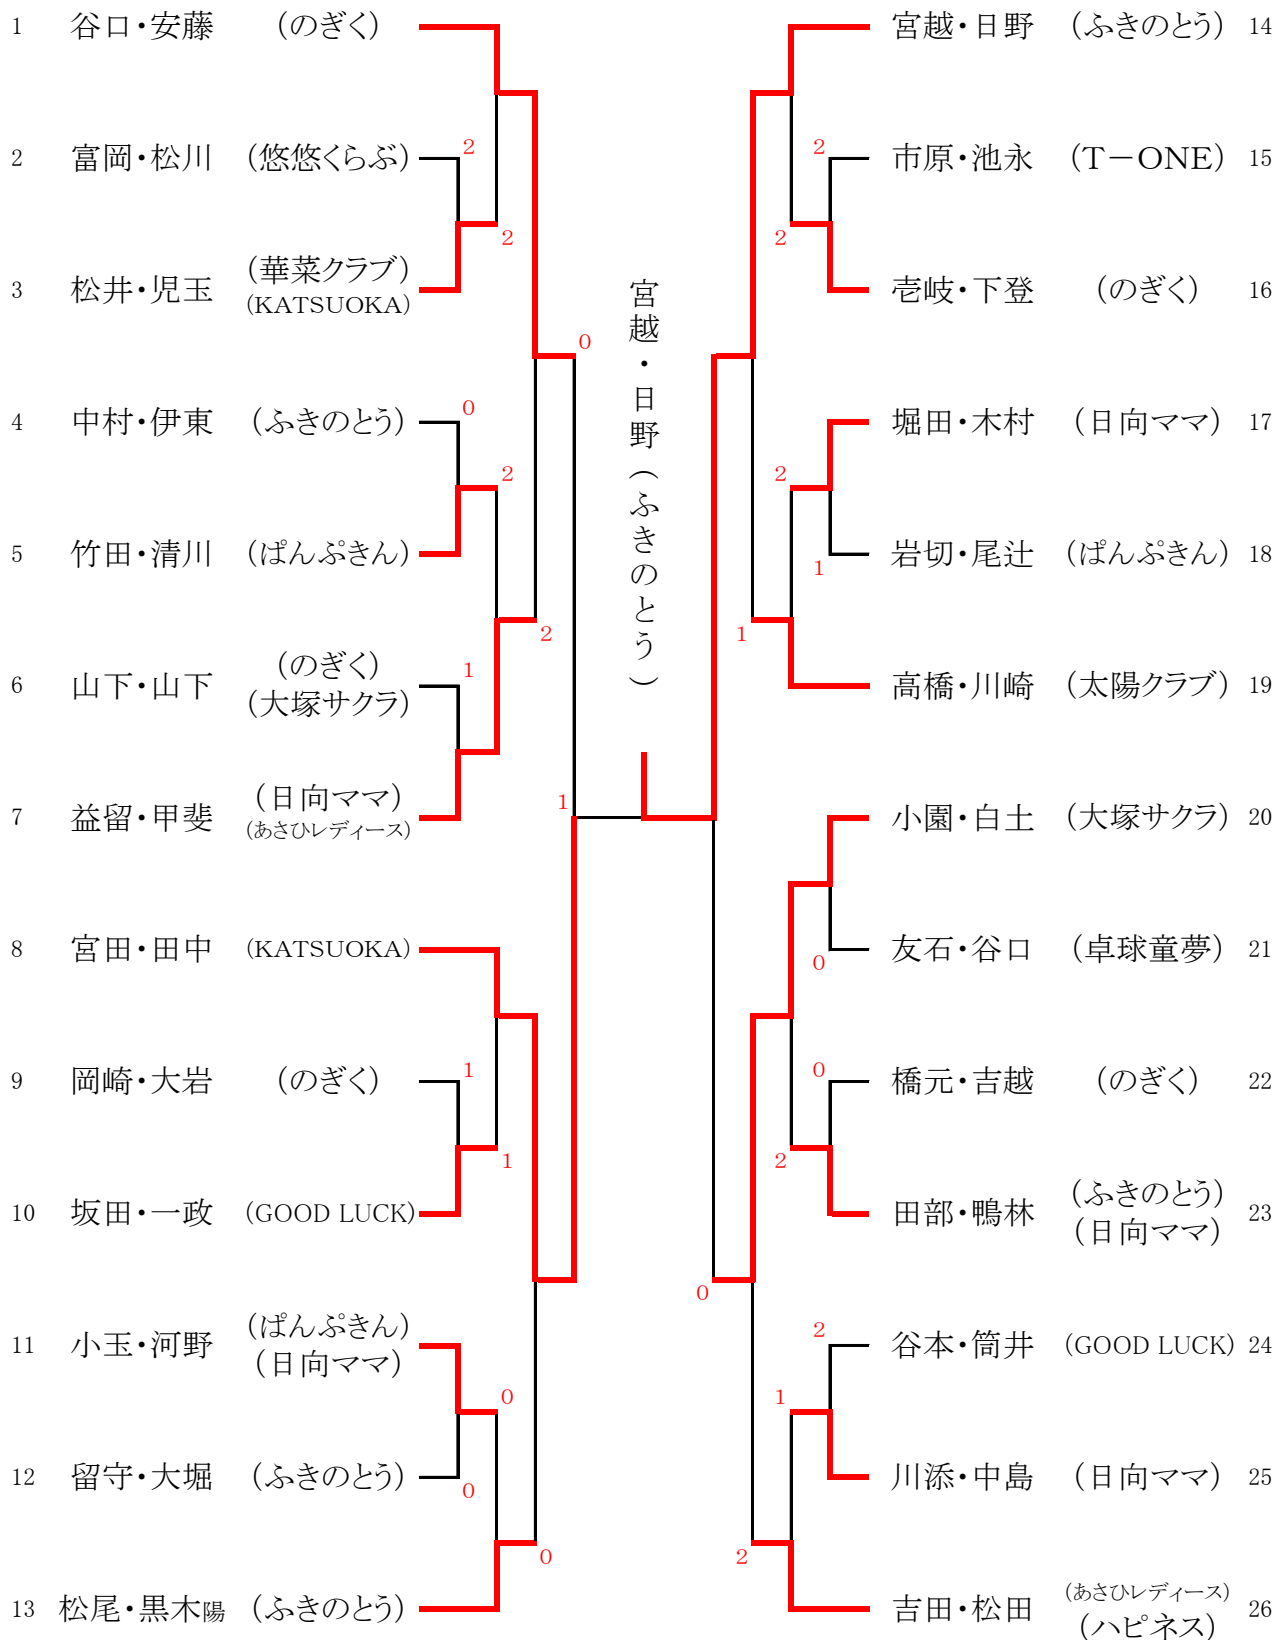 1 谷口・安藤 (のぎく)
2 富岡・松川 (悠悠くらぶ)
2
3 松井・児玉 (華菜クラブ)
(KATSUOKA)
2
0
4 中村・伊東 (ふきのとう)
0
2
5 竹田・清川 (ぱんぷきん)
2
6 山下・山下 (のぎく)
(大塚サクラ)
1
7 益留・甲斐 (日向ママ)
(あさひレディース)
1
8 宮田・田中 (KATSUOKA)
9 岡崎・大岩 (のぎく)
1
1
10 坂田・一政 (GOOD LUCK)
11 小玉・河野 (ぱんぷきん)
(日向ママ)
0
12 留守・大堀 (ふきのとう)
0
0
13 松尾・黒木陽 (ふきのとう)
宮越・日野(ふきのとう)
宮越・日野 (ふきのとう) 14
2
市原・池永 (T－ONE) 15
2
壱岐・下登 (のぎく) 16
堀田・木村 (日向ママ) 17
2
岩切・尾辻 (ぱんぷきん) 18
1
1
高橋・川崎 (太陽クラブ) 19
小園・白土 (大塚サクラ) 20
友石・谷口 (卓球童夢) 21
0
0
橋元・吉越 (のぎく) 22
2
田部・鴨林 (ふきのとう)
(日向ママ) 23
0
2
谷本・筒井 (GOOD LUCK) 24
1
川添・中島 (日向ママ) 25
2
吉田・松田 (あさひレディース)
(ハピネス) 26